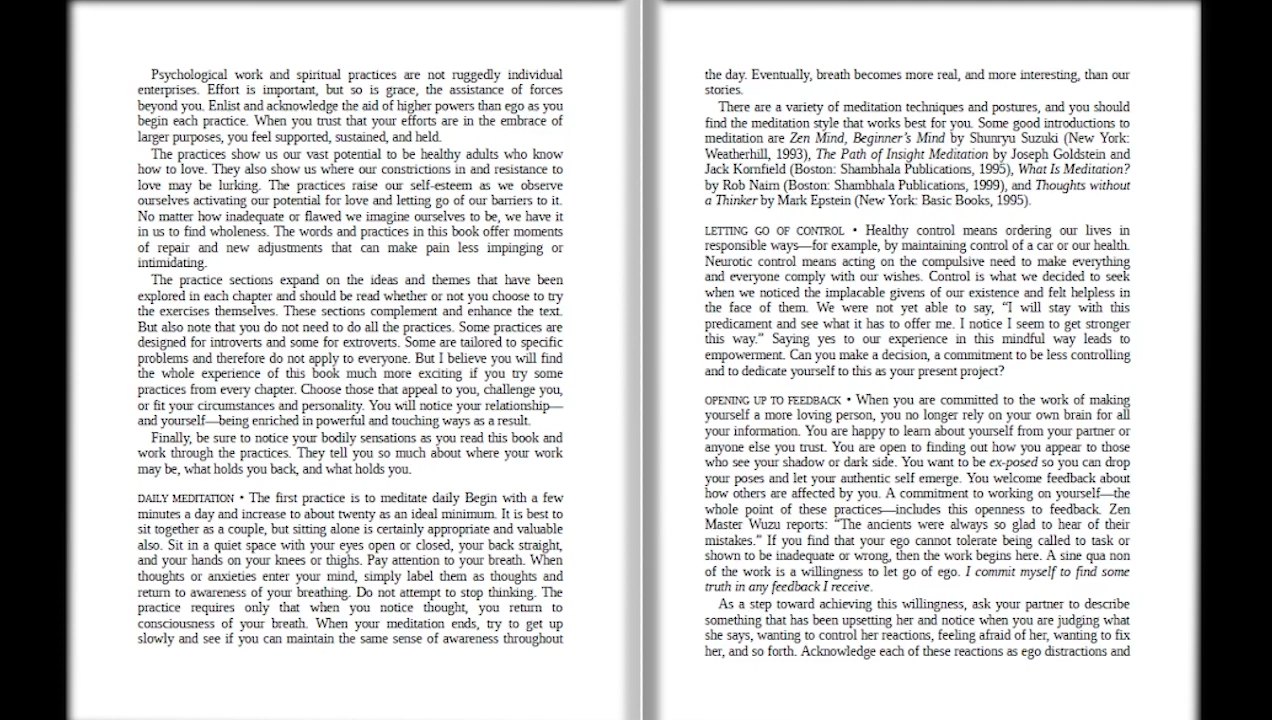 Psychological work and spiritual practices are not ruggedly individual
enterprises. Effort is important, but so is grace, the assistance of forces
beyond you. Enlist and acknowledge the aid of higher powers than ego as you
begin each practice. When you trust that your efforts are in the embrace of
larger purposes, you feel supported, sustained, and held.
The practices show us our vast potential to be healthy adults who know
how to love. They also show us where our constrictions in and resistance to
love may be lurking. The practices raise our self-esteem as we observe
ourselves activating our potential for love and letting go of our barriers to it.
No matter how inadequate or flawed we imagine ourselves to be, we have it
in us to find wholeness. The words and practices in this book offer moments
of repair and new adjustments that can make pain less impinging or
intimidating.
The practice sections expand on the ideas and themes that have been
explored in each chapter and should be read whether or not you choose to try
the exercises themselves. These sections complement and enhance the text.
But also note that you do not need to do all the practices. Some practices are
designed for introverts and some for extroverts. Some are tailored to specific
problems and therefore do not apply to everyone. But I believe you will find
the whole experience of this book much more exciting if you try some
practices from every chapter. Choose those that appeal to you, challenge you,
or fit your circumstances and personality. You will notice your relationship—
and yourself—being enriched in powerful and touching ways as a result.
Finally, be sure to notice your bodily sensations as you read this book and
work through the practices. They tell you so much about where your work
may be, what holds you back, and what holds you.
DAILY MEDITATION • The first practice is to meditate daily Begin with a few
minutes a day and increase to about twenty as an ideal minimum. It is best to
sit together as a couple, but sitting alone is certainly appropriate and valuable
also. Sit in a quiet space with your eyes open or closed, your back straight,
and your hands on your knees or thighs. Pay attention to your breath. When
thoughts or anxieties enter your mind, simply label them as thoughts and
return to awareness of your breathing. Do not attempt to stop thinking. The
practice requires only that when you notice thought, you return to
consciousness of your breath. When your meditation ends, try to get up
slowly and see if you can maintain the same sense of awareness throughout
the day. Eventually, breath becomes more real, and more interesting, than our
stories.
There are a variety of meditation techniques and postures, and you should
find the meditation style that works best for you. Some good introductions to
meditation are Zen Mind, Beginner's Mind by Shunryu Suzuki (New York:
Weatherhill, 1993), The Path of Insight Meditation by Joseph Goldstein and
Jack Kornfield (Boston: Shambhala Publications, 1995), What Is Meditation?
by Rob Nairn (Boston: Shambhala Publications, 1999), and Thoughts without
a Thinker by Mark Epstein (New York: Basic Books, 1995).
LETTING GO OF CONTROL • Healthy control means ordering our lives in
responsible ways—for example, by maintaining control of a car or our health.
Neurotic control means acting on the compulsive need to make everything
and everyone comply with our wishes. Control is what we decided to seek
when we noticed the implacable givens of our existence and felt helpless in
the face of them. We were not yet able to say, “I will stay with this
predicament and see what it has to offer me. I notice I seem to get stronger
this way.” Saying yes to our experience in this mindful way leads to
empowerment. Can you make a decision, a commitment to be less controlling
and to dedicate yourself to this as your present project?
OPENING UP TO FEEDBACK • When you are committed to the work of making
yourself a more loving person, you no longer rely on your own brain for all
your information. You are happy to learn about yourself from your partner or
anyone else you trust. You are open to finding out how you appear to those
who see your shadow or dark side. You want to be ex-posed so you can drop
your poses and let your authentic self emerge. You welcome feedback about
how others are affected by you. A commitment to working on yourself—the
whole point of these practices—includes this openness to feedback. Zen
Master Wuzu reports: “The ancients were always so glad to hear of their
mistakes.” If you find that your ego cannot tolerate being called to task or
shown to be inadequate or wrong, then the work begins here. A sine qua non
of the work is a willingness to let go of ego. I commit myself to find some
truth in any feedback I receive.
As a step toward achieving this willingness, ask your partner to describe
something that has been upsetting her and notice when you are judging what
she says, wanting to control her reactions, feeling afraid of her, wanting to fix
her, and so forth. Acknowledge each of these reactions as ego distractions and